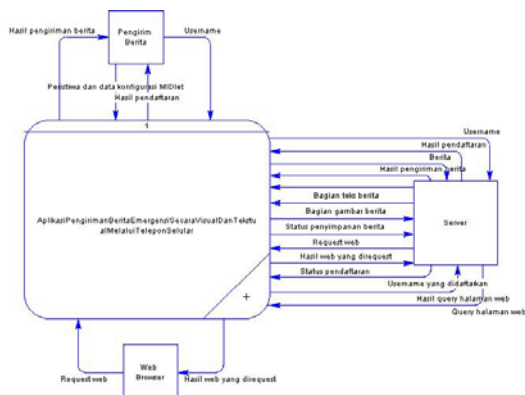 Hasil pengiriman berita
Pengirim
Berita
Username
Peristiwa dan data konfigurasi MIDlet
Hasil pendaftaran
1
AplikasiPengirimanBeritaEmergenziSecaraVisualDanTekstu
alMelaluiTeleponSelular
+
Username
Hasil pendaftaran
Berita
Hasil pengiriman berita
Bagian teks berita
Bagian gambar berita
Status penyimpanan berita
Request web
Hasil web yang direquest
Status pendaftaran
Username yang didaftarkan
Hasil query halaman web
Query halaman web
Server
Request web
Web
Browser
Hasil web yang direquest